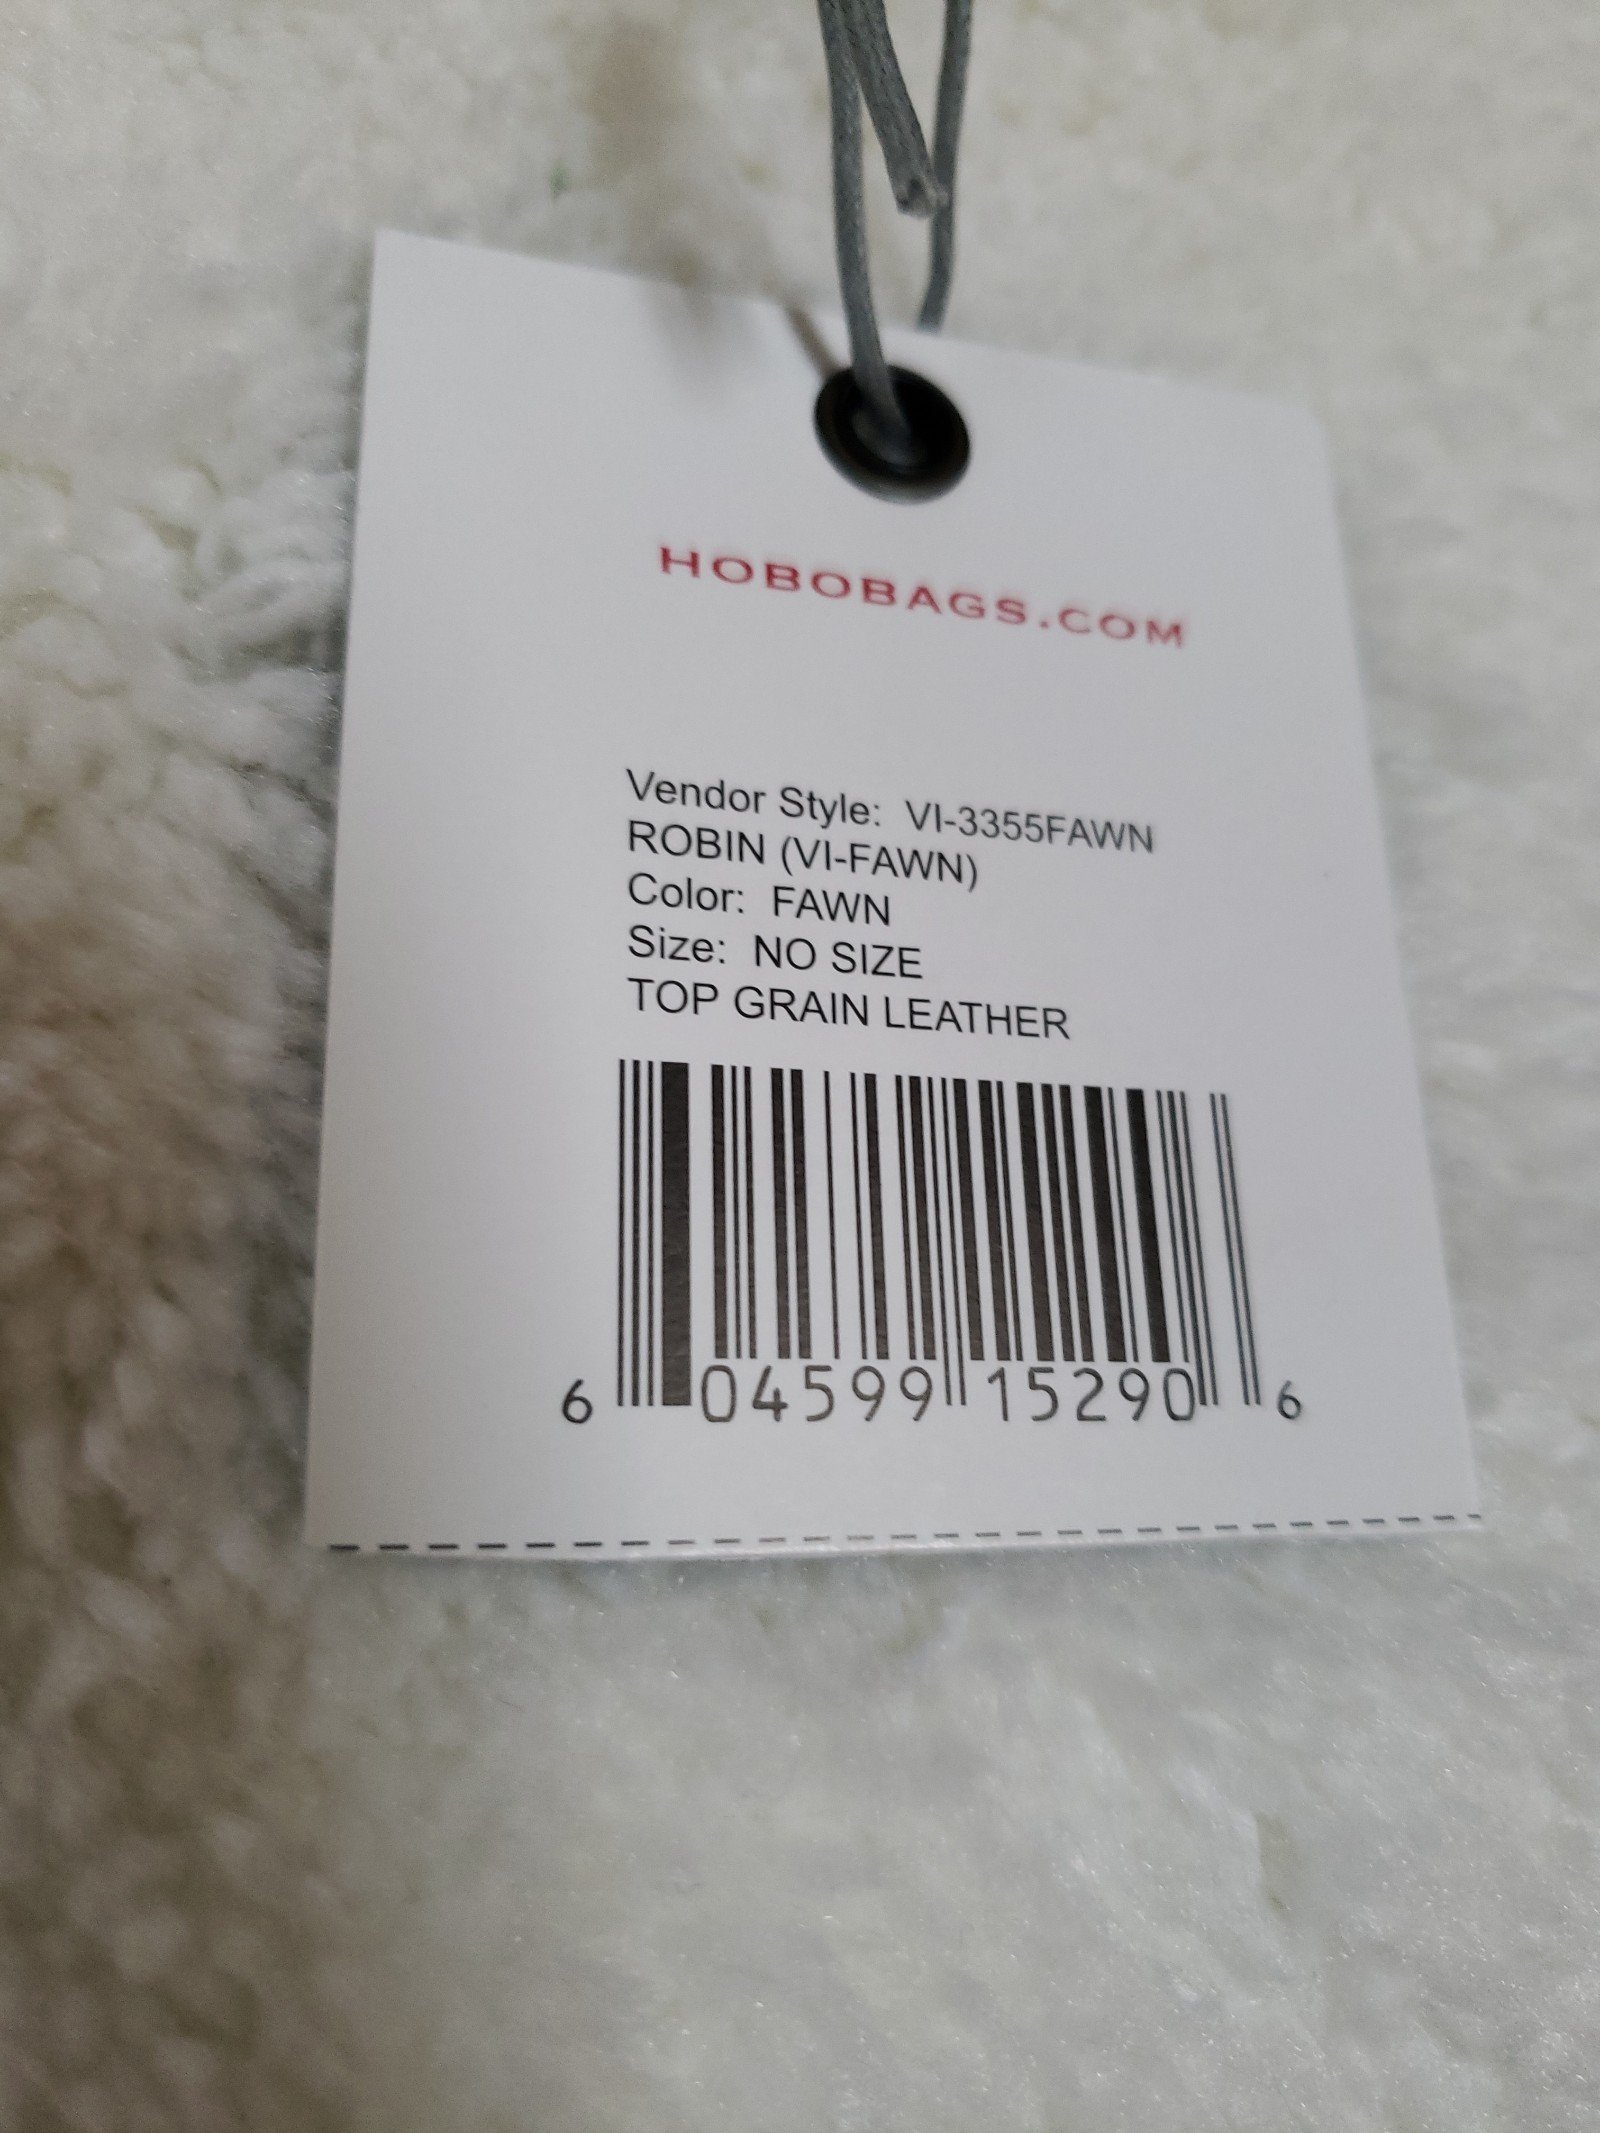 HOBOBAGS.COM
Vendor Style: VI-3355FAWN
ROBIN (VI-FAWN)
Color: FAWN
Size: NO SIZE
TOP GRAIN LEATHER
6 04599 15290 6